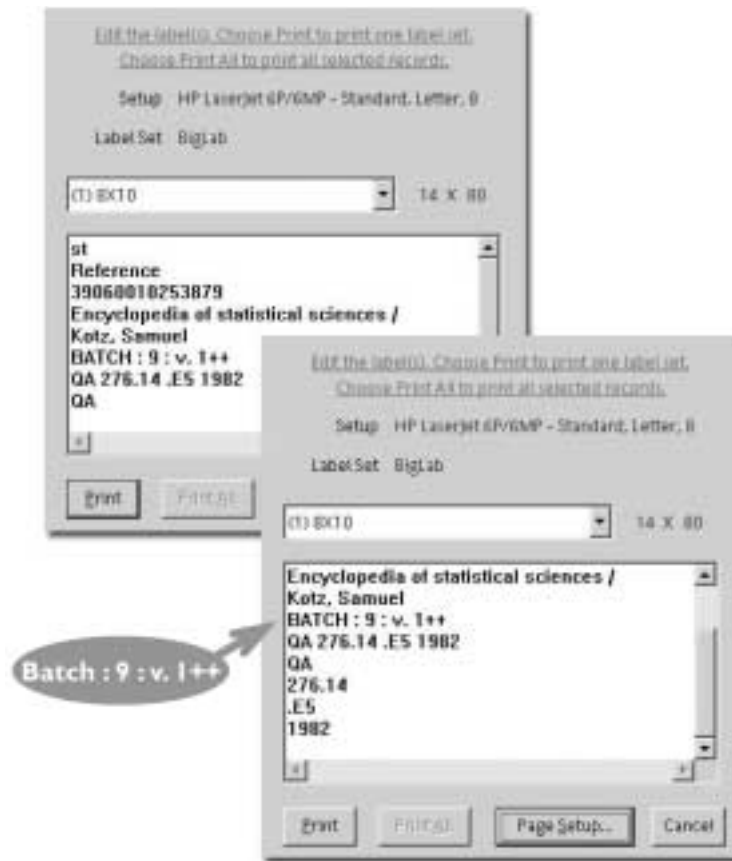 Edit the label(s). Choose Print to print one label set.
Choose Print All to print all selected records.
Setup HP LaserJet 6P/6MP - Standard, Letter, 8
Label Set BigLab
(1) 8X10 14 X 80
st
Reference
39060010253879
Encyclopedia of statistical sciences /
Kotz, Samuel
BATCH : 9 : v. 1++
QA 276.14 .E5 1982
QA
Print Print All
Edit the label(s). Choose Print to print one label set.
Choose Print All to print all selected records.
Setup HP LaserJet 6P/6MP - Standard, Letter, 8
Label Set BigLab
(1) 8X10 14 X 80
Encyclopedia of statistical sciences /
Kotz, Samuel
BATCH : 9 : v. 1++
QA 276.14 .E5 1982
QA
276.14
.E5
1982
Batch : 9 : v. 1++
Print Print All Page Setup... Cancel